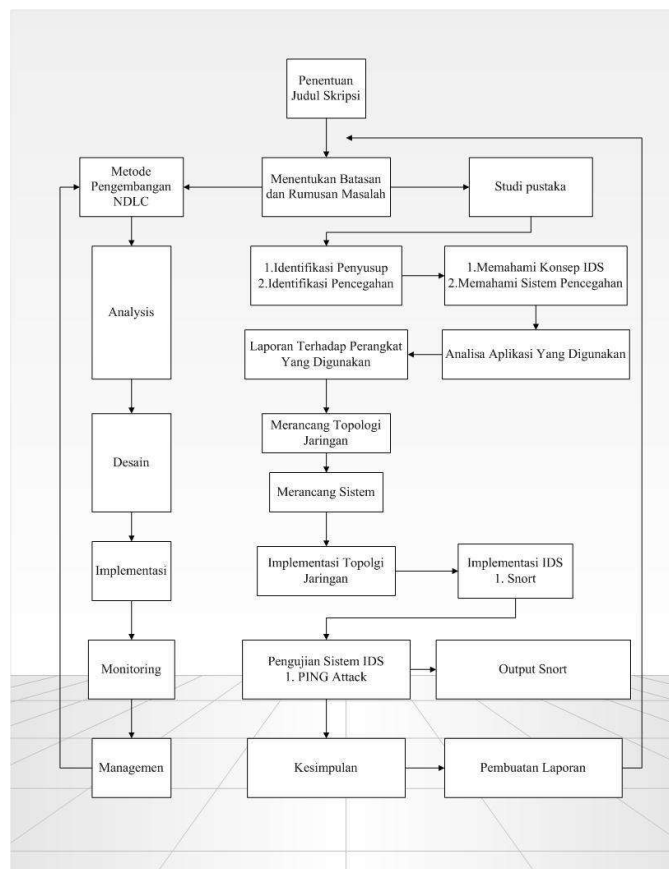 Penentuan
Judul Skripsi
Metode
Pengembangan
NDLC
Menentukan Batasan
dan Rumusan Masalah
Studi pustaka
1.Identifikasi Penyusup
2.Identifikasi Pencegahan
1.Memahami Konsep IDS
2.Memahami Sistem Pencegahan
Analysis
Laporan Terhadap Perangkat
Yang Digunakan
Analisa Aplikasi Yang Digunakan
Merancang Topologi
Jaringan
Desain
Merancang Sistem
Implementasi
Implementasi Topolgi
Jaringan
Implementasi IDS
1. Snort
Monitoring
Pengujian Sistem IDS
1. PING Attack
Output Snort
Managemen
Kesimpulan
Pembuatan Laporan